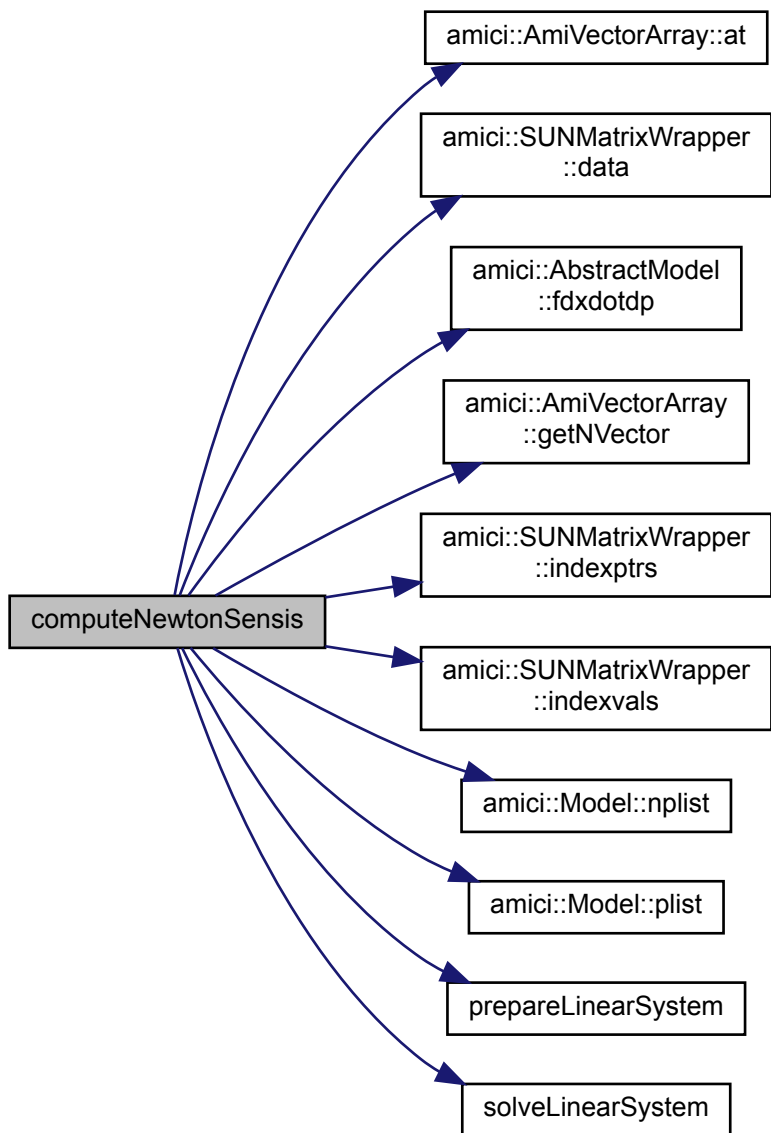 amici::AmiVectorArray::at
amici::SUNMatrixWrapper
::data
amici::AbstractModel
::fdxdotdp
amici::AmiVectorArray
::getNVector
amici::SUNMatrixWrapper
::indexptrs
computeNewtonSensis
amici::SUNMatrixWrapper
::indexvals
amici::Model::nplist
amici::Model::plist
prepareLinearSystem
solveLinearSystem